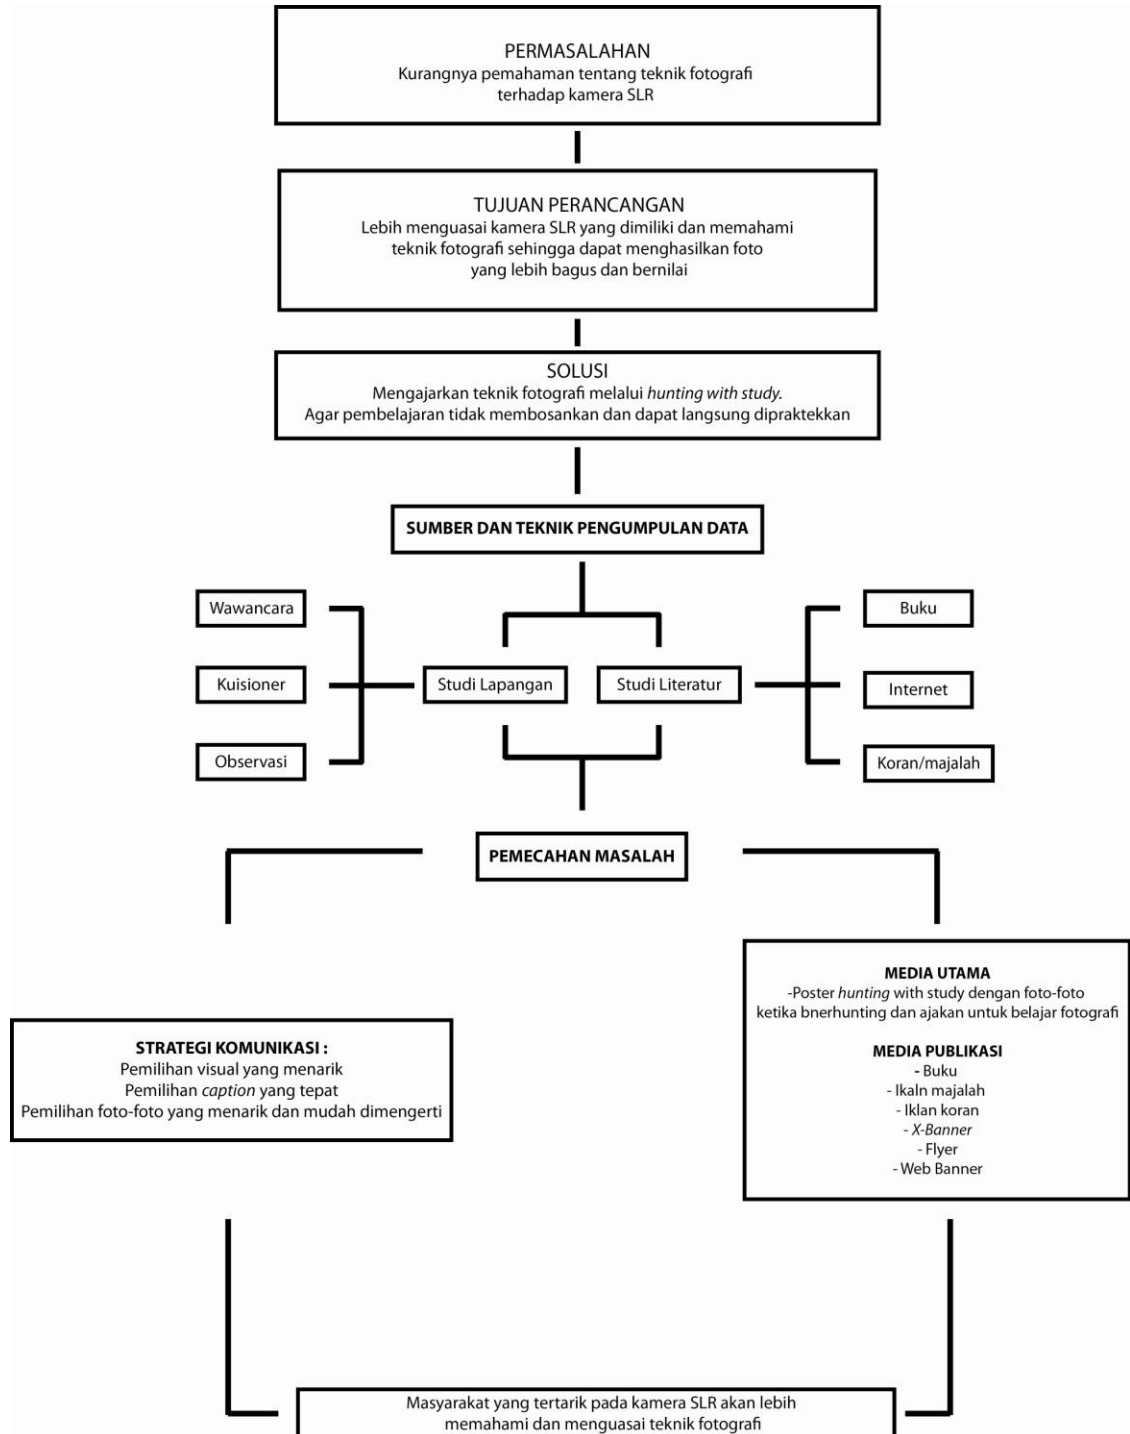 PERMASALAHAN
Kurangnya pemahaman tentang teknik fotografi
terhadap kamera SLR
TUJUAN PERANCANGAN
Lebih menguasai kamera SLR yang dimiliki dan memahami
teknik fotografi sehingga dapat menghasilkan foto
yang lebih bagus dan bernilai
SOLUSI
Mengajarkan teknik fotografi melalui hunting with study.
Agar pembelajaran tidak membosankan dan dapat langsung dipraktekkan
SUMBER DAN TEKNIK PENGUMPULAN DATA
Wawancara
Kuisioner
Observasi
Studi Lapangan
Studi Literatur
Buku
Internet
Koran/majalah
PEMECAHAN MASALAH
STRATEGI KOMUNIKASI :
Pemilihan visual yang menarik
Pemilihan caption yang tepat
Pemilihan foto-foto yang menarik dan mudah dimengerti
MEDIA UTAMA
-Poster hunting with study dengan foto-foto
ketika bnerhunting dan ajakan untuk belajar fotografi
MEDIA PUBLIKASI
- Buku
- Ikaln majalah
- Iklan koran
- X-Banner
- Flyer
- Web Banner
Masyarakat yang tertarik pada kamera SLR akan lebih
memahami dan menguasai teknik fotografi